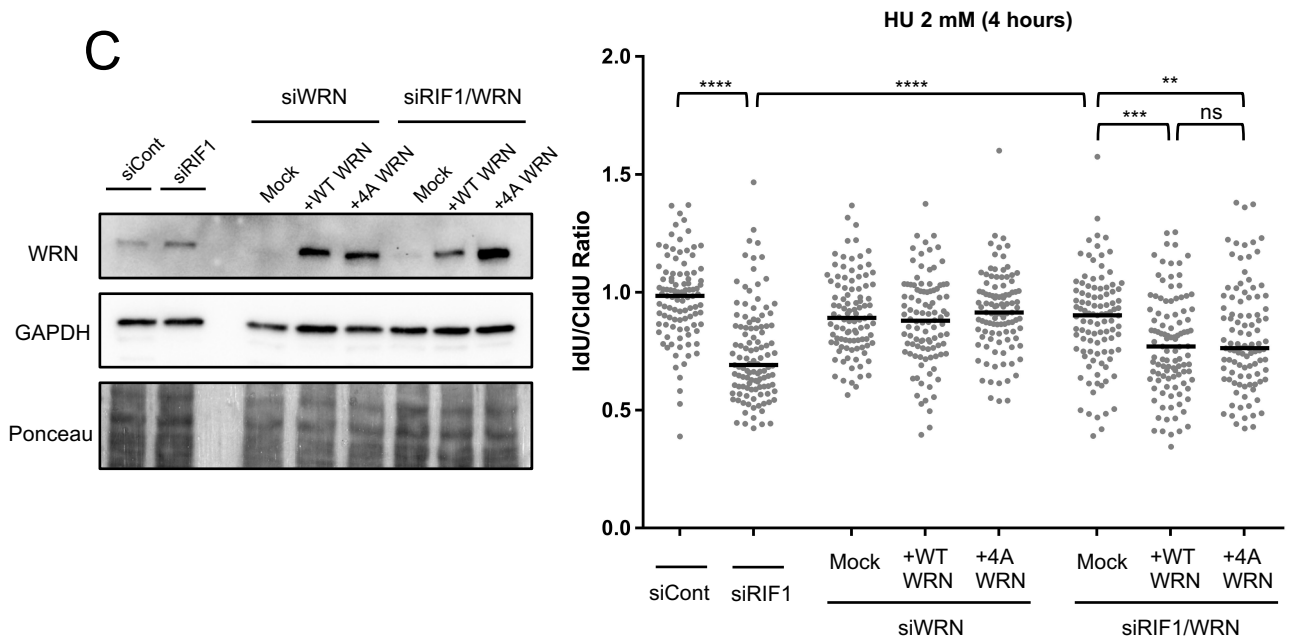 C
siWRN
siRIF1/WRN
siCont
siRIF1
Mock
+WT WRN
+4A WRN
Mock
+WT WRN
+4A WRN
WRN
GAPDH
Ponceau
HU 2 mM (4 hours)
IdU/CldU Ratio
2.0
1.5
1.0
0.5
0.0
****
****
**
***
ns
siCont
siRIF1
Mock
+WT
WRN
+4A
WRN
siWRN
Mock
+WT
WRN
+4A
WRN
siRIF1/WRN